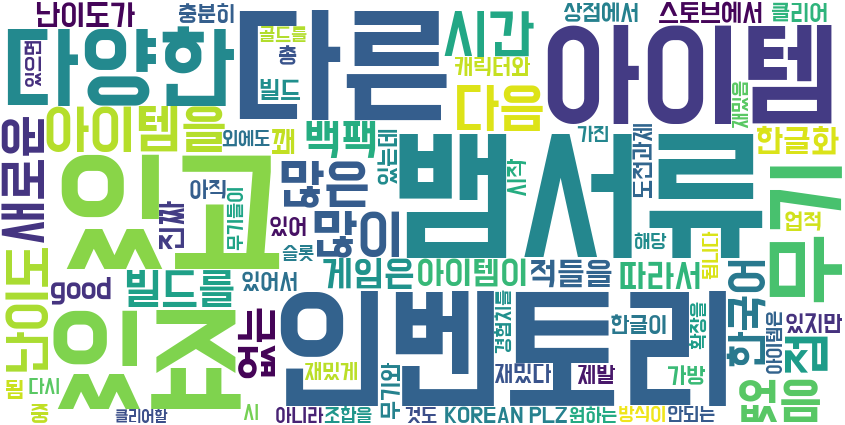 난이도가 충분히 골드를 상점에서 스토브에서 클리어
있으면 다양한 다른 시간 아이템
총 빌드 캐릭터와 다음 재밌음
새로운 아이템을 외에도 꽤 백팩 있는데 가진 도전과제 한글화
있고 많은 시작 뱀서류 무기
아직 진짜 무기들이 있어 많이 해당 업적 됩니다
슬롯
난이도 good 빌드를 있어서 게임은 아이템이 적들을 따라서 한국어
있죠 없는 인벤토리 경험치를 한글이 확장을 아이템은 있지만
점
재밌게 재밌다 제발 가방 없음
됨 다시 무기와
중 클리어할 시 아니라 조합을 것도 KOREAN PLZ 원하는 방식이 안되는